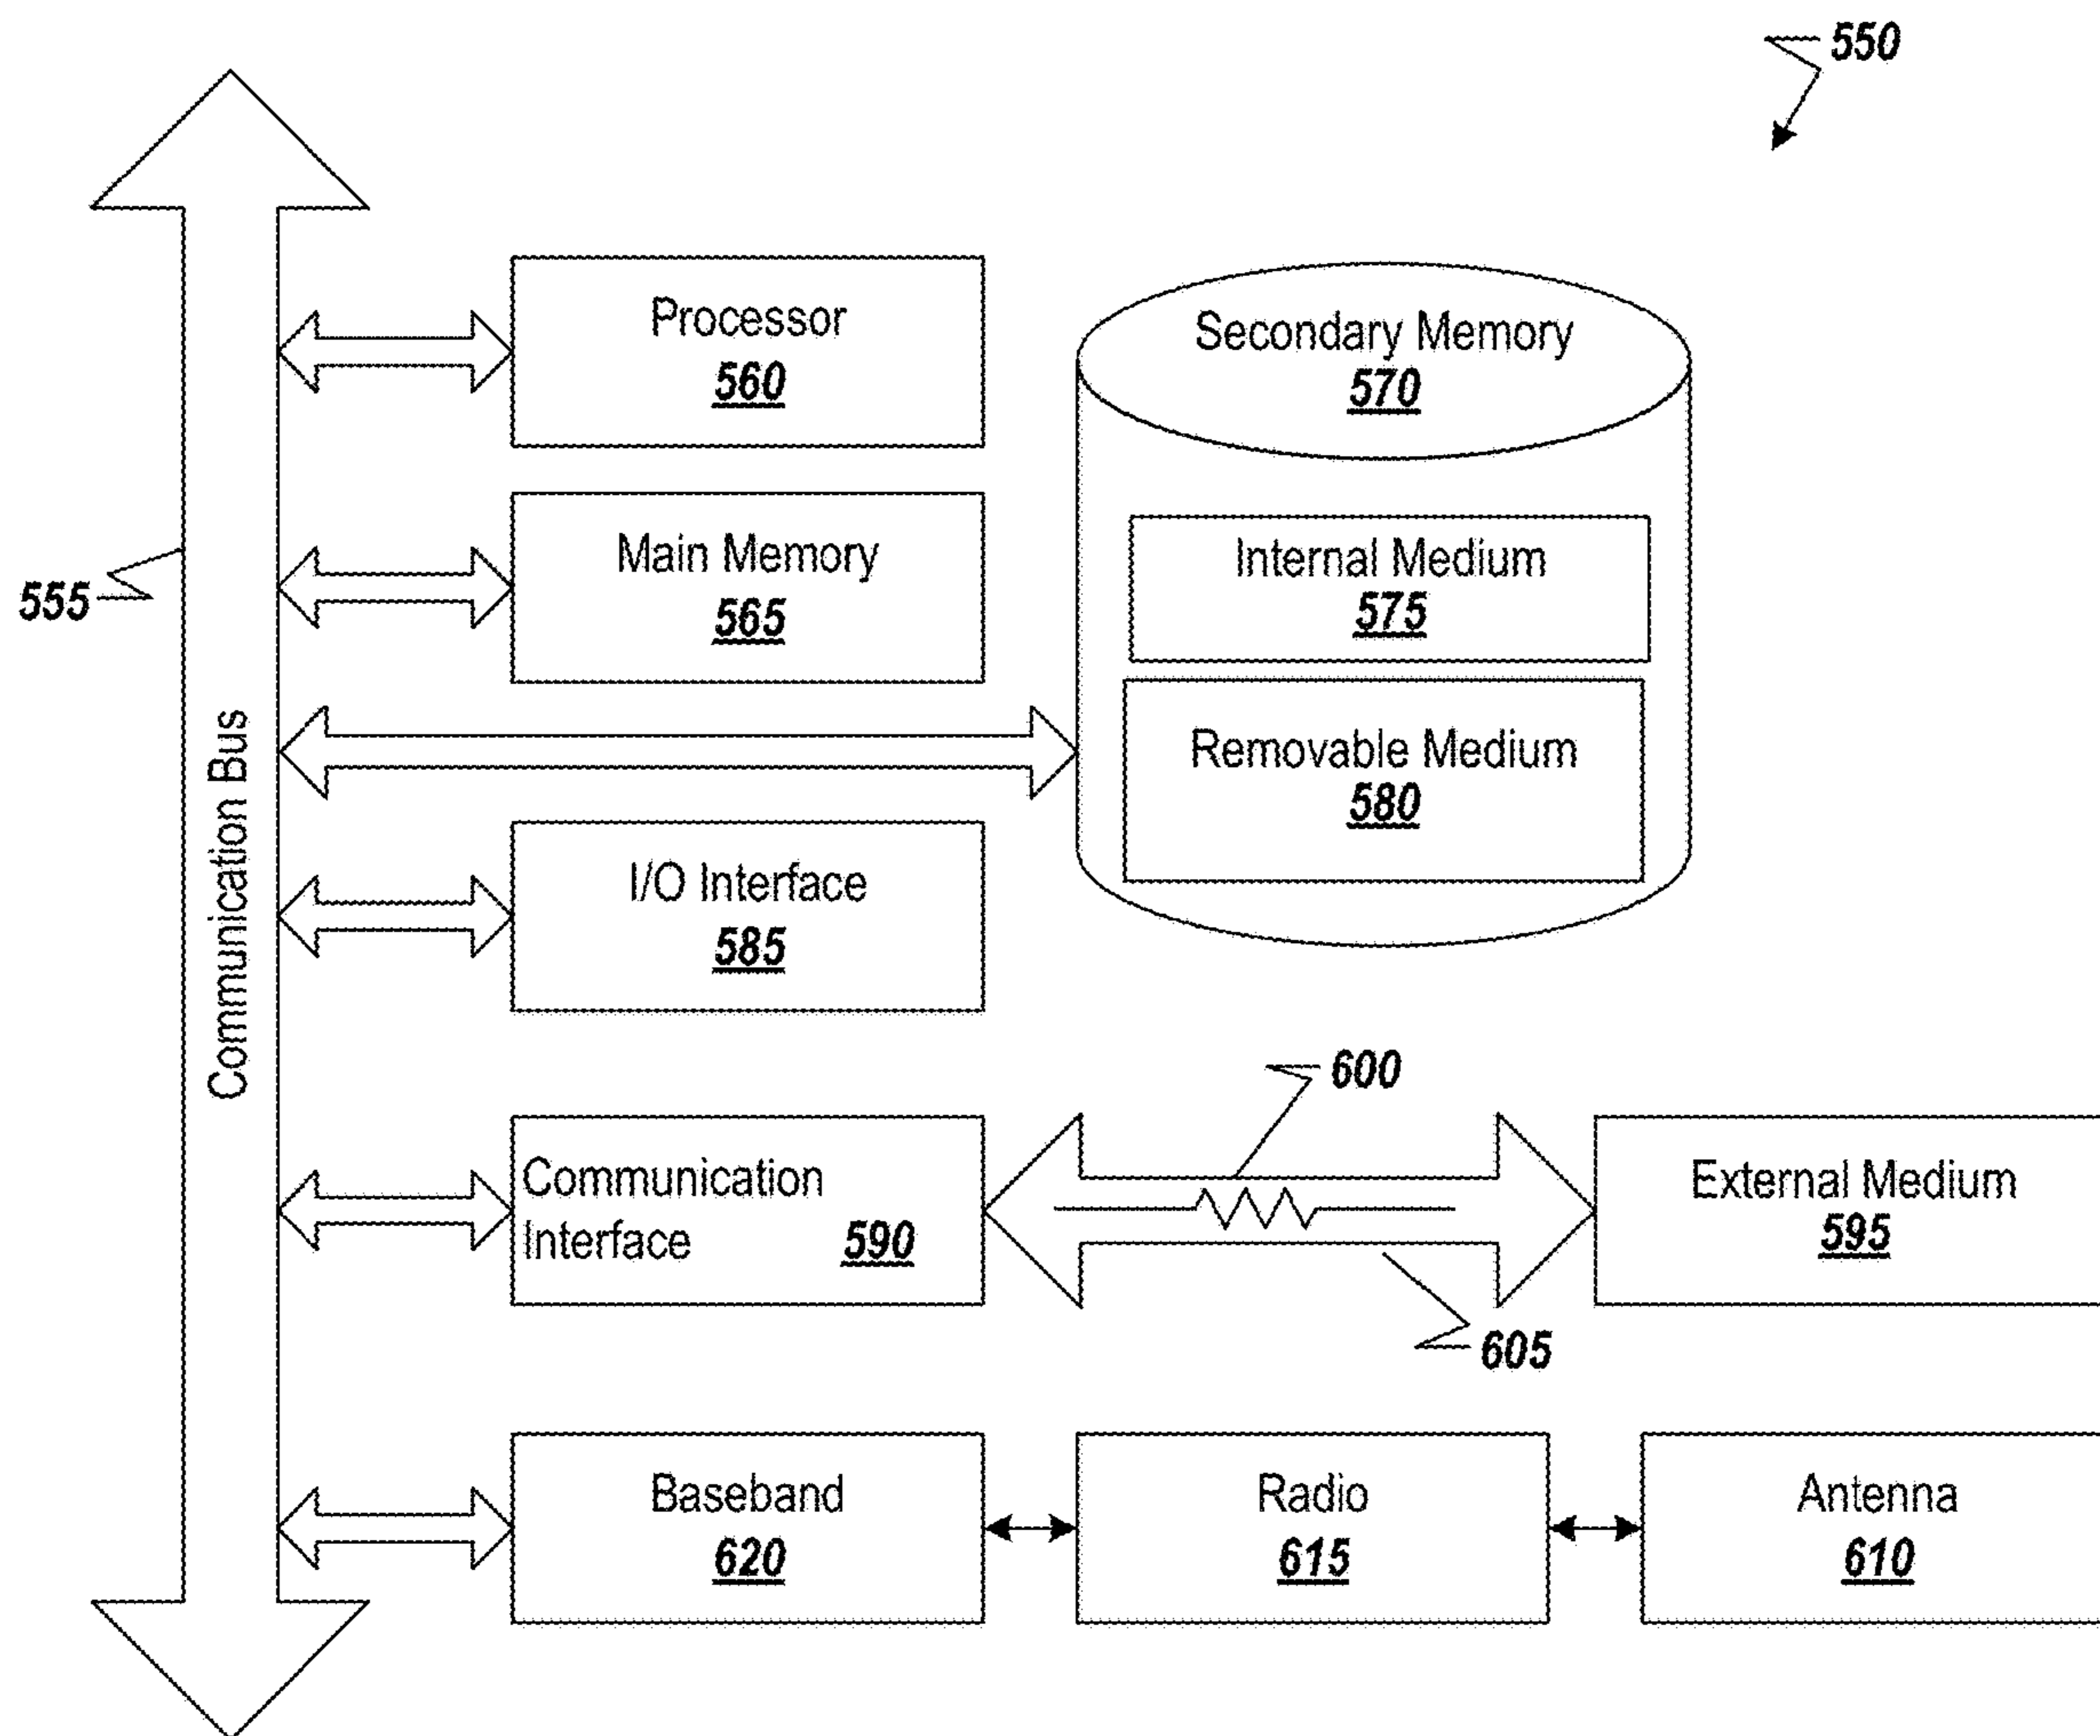 550
Processor
560
Secondary Memory
570
Main Memory
565
Internal Medium
575
555
Communication Bus
Removable Medium
580
I/O Interface
585
600
Communication
Interface 590
External Medium
595
605
Baseband
620
Radio
615
Antenna
610